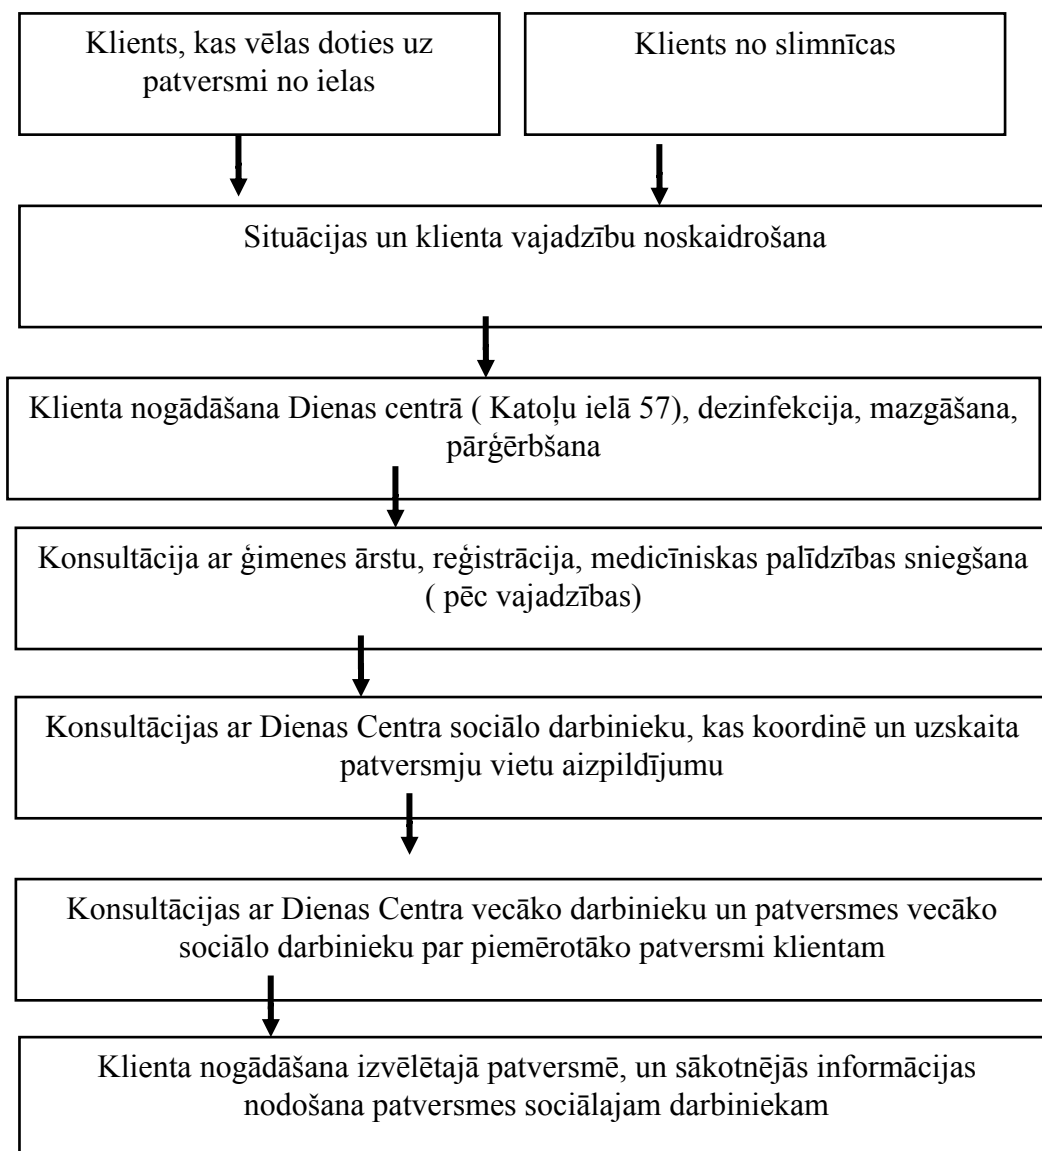 Klients, kas vēlas doties uz
patversmi no ielas
Klients no slimnīcas
Situācijas un klienta vajadzību noskaidrošana
Klienta nogādāšana Dienas centrā ( Katoļu ielā 57), dezinfekcija, mazgāšana,
pārģērbšana
Konsultācija ar ģimenes ārstu, reģistrācija, medicīniskas palīdzības sniegšana
( pēc vajadzības)
Konsultācijas ar Dienas Centra sociālo darbinieku, kas koordinē un uzskaita
patversmju vietu aizpildījumu
Konsultācijas ar Dienas Centra vecāko darbinieku un patversmes vecāko
sociālo darbinieku par piemērotāko patversmi klientam
Klienta nogādāšana izvēlētajā patversmē, un sākotnējās informācijas
nodošana patversmes sociālajam darbiniekam